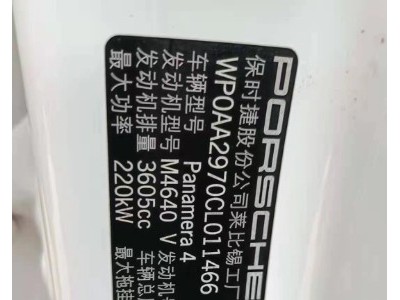 PORSCHE
保时捷股份公司莱比锡工厂
WP0AA2970CL011466
车辆型号 Panamera 4
发动机型号 M4640 V 发动机
发动机排量 3605cc 车辆总
最大功率 220kW 最大拖挂